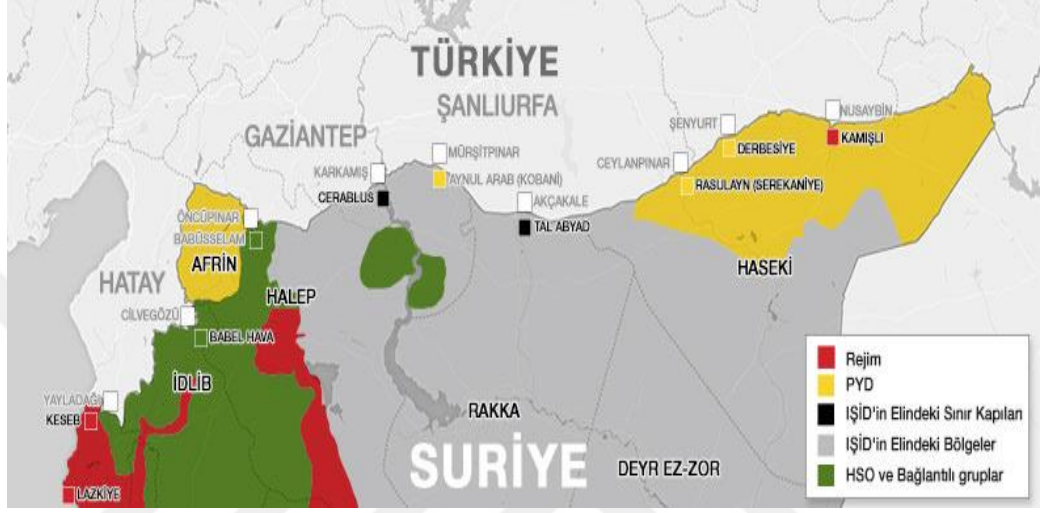 TÜRKİYE
ŞANLIURFA
GAZİANTEP
NUSAYBİN
ŞENYURT
KAMIŞLI
DERBESİYE
MÜRŞİTPINAR
CEYLANPINAR
KARKAMIŞ
AYNUL ARAB (KOBANİ)
RASULAYN (SEREKANİYE)
CERABLUS
AKÇAKALE
ÖNCÜPINAR
TAL ABYAD
BABÜSSELAM
AFRİN
HASEKİ
HATAY
HALEP
CİLVEGÖZÜ
BABEL HAVA
İDLİB
YAYLADAĞI
KESEB
RAKKA
SURİYE
DEYR EZ-ZOR
LAZKİYE
Rejim
PYD
IŞİD'in Elindeki Sınır Kapıları
IŞİD'in Elindeki Bölgeler
HSO ve Bağlantılı gruplar